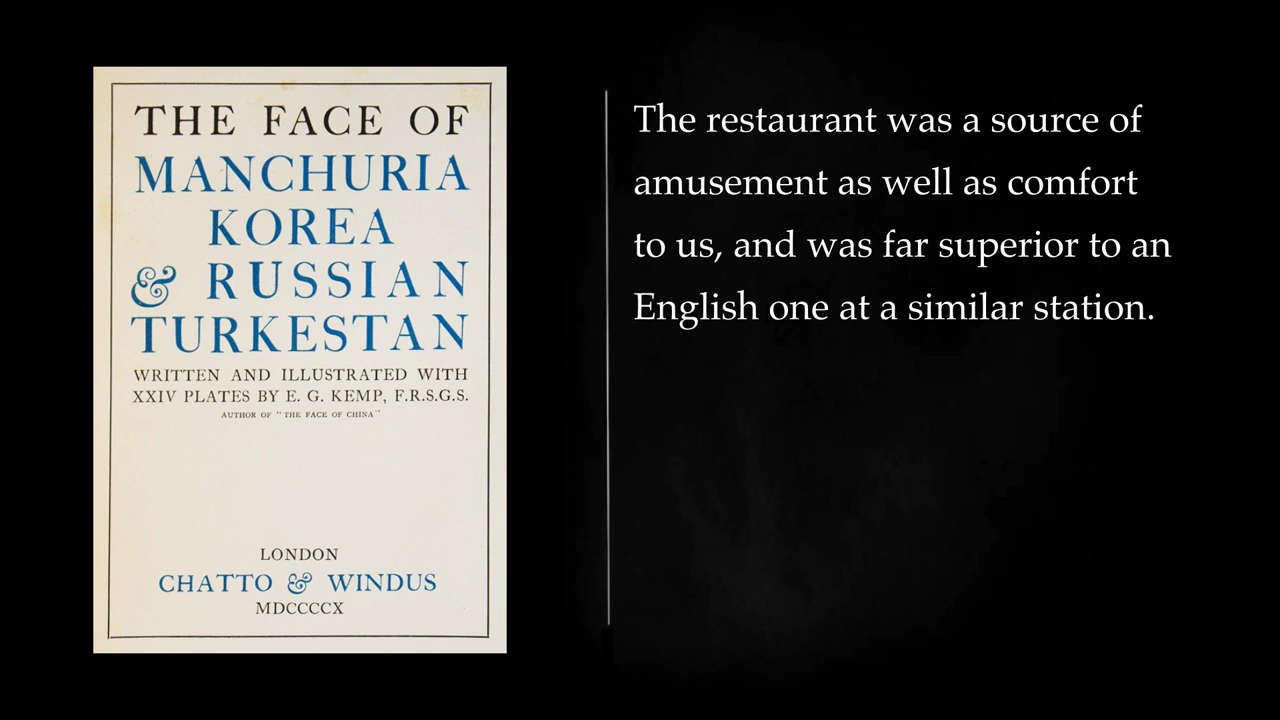 THE FACE OF
MANCHURIA
KOREA
& RUSSIAN
TURKESTAN
WRITTEN AND ILLUSTRATED WITH
XXIV PLATES BY E. G. KEMP, F.R.S.G.S.
AUTHOR OF "THE FACE OF CHINA"
LONDON
CHATTO & WINDUS
MDCCCCX
The restaurant was a source of
amusement as well as comfort
to us, and was far superior to an
English one at a similar station.